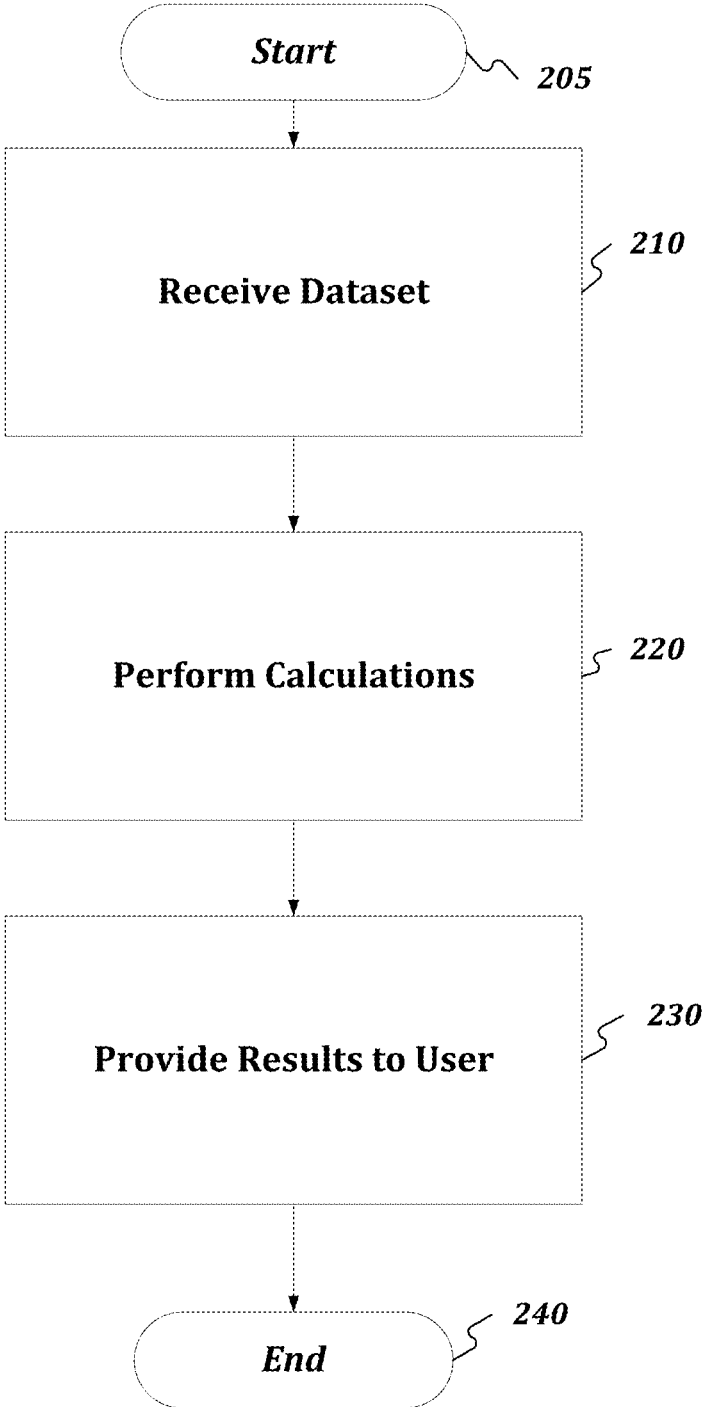 Start
205
210
Receive Dataset
220
Perform Calculations
230
Provide Results to User
240
End